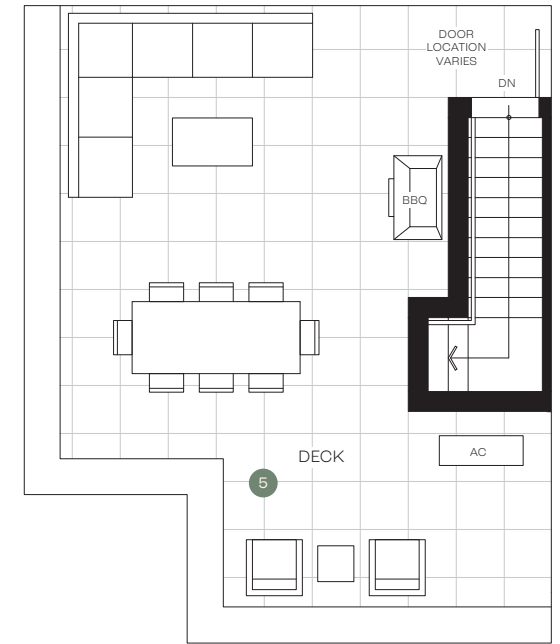 DOOR
LOCATION
VARIES
DN
BBQ
DECK
AC
5